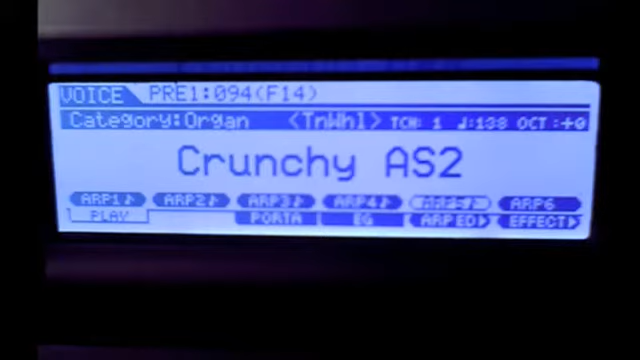 VOICE PRE1:094(F14)
Category:Organ <TnWhl> TCH: 1 ♩:138 OCT:+0
Crunchy AS2
ARP1♪ ARP2♪ ARP3♪ ARP4♪ ARP5♪ ARP6
PLAY PORTA EG ARP ED▶ EFFECT▶